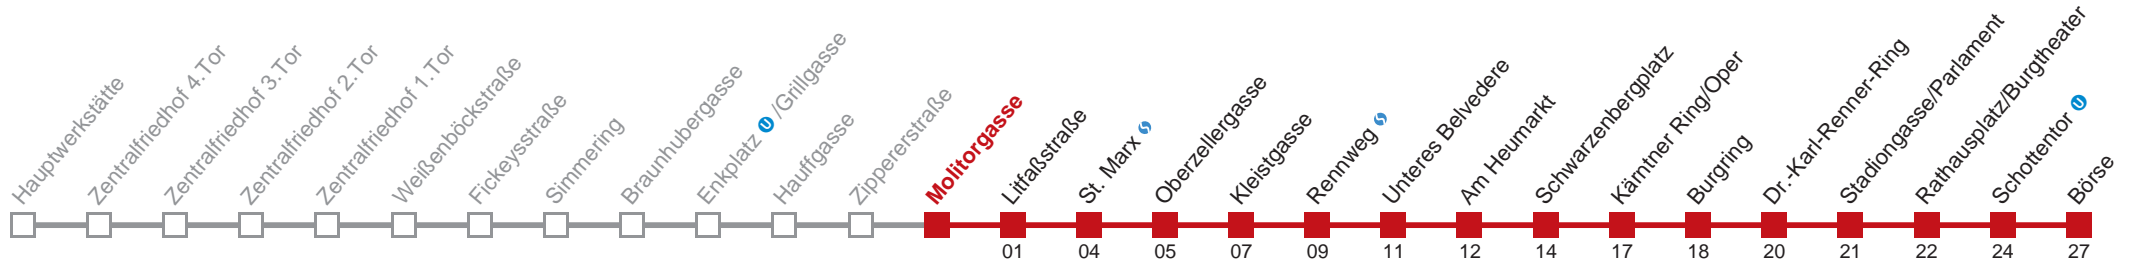 Hauptwerkstätte
Zentralfriedhof 4.Tor
Zentralfriedhof 3.Tor
Zentralfriedhof 2.Tor
Zentralfriedhof 1.Tor
Weißenböckstraße
Fickeysstraße
Simmering
Braunhubergasse
Enkplatz U /Grillgasse
Hauffgasse
Zippererstraße
Molitorgasse
Litfaßstraße
St. Marx S
Oberzellergasse
Kleistgasse
Rennweg S
Unteres Belvedere
Am Heumarkt
Schwarzenbergplatz
Kärntner Ring/Oper
Burgring
Dr.-Karl-Renner-Ring
Stadiongasse/Parlament
Rathausplatz/Burgtheater
Schottentor U
Börse
01 04 05 07 09 11 12 14 17 18 20 21 22 24 27